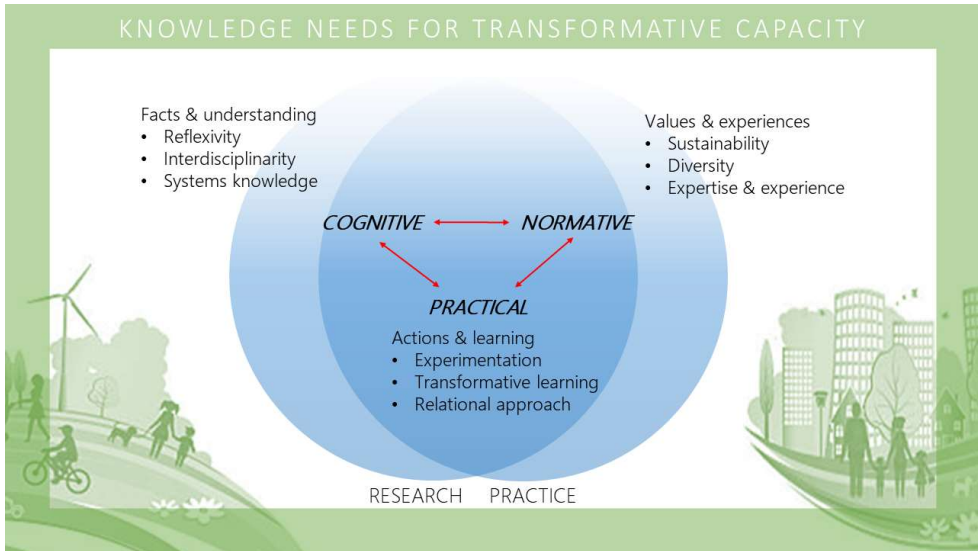 KNOWLEDGE NEEDS FOR TRANSFORMATIVE CAPACITY
Facts & understanding
• Reflexivity
• Interdisciplinarity
• Systems knowledge
Values & experiences
• Sustainability
• Diversity
• Expertise & experience
COGNITIVE
NORMATIVE
PRACTICAL
Actions & learning
• Experimentation
• Transformative learning
• Relational approach
RESEARCH
PRACTICE